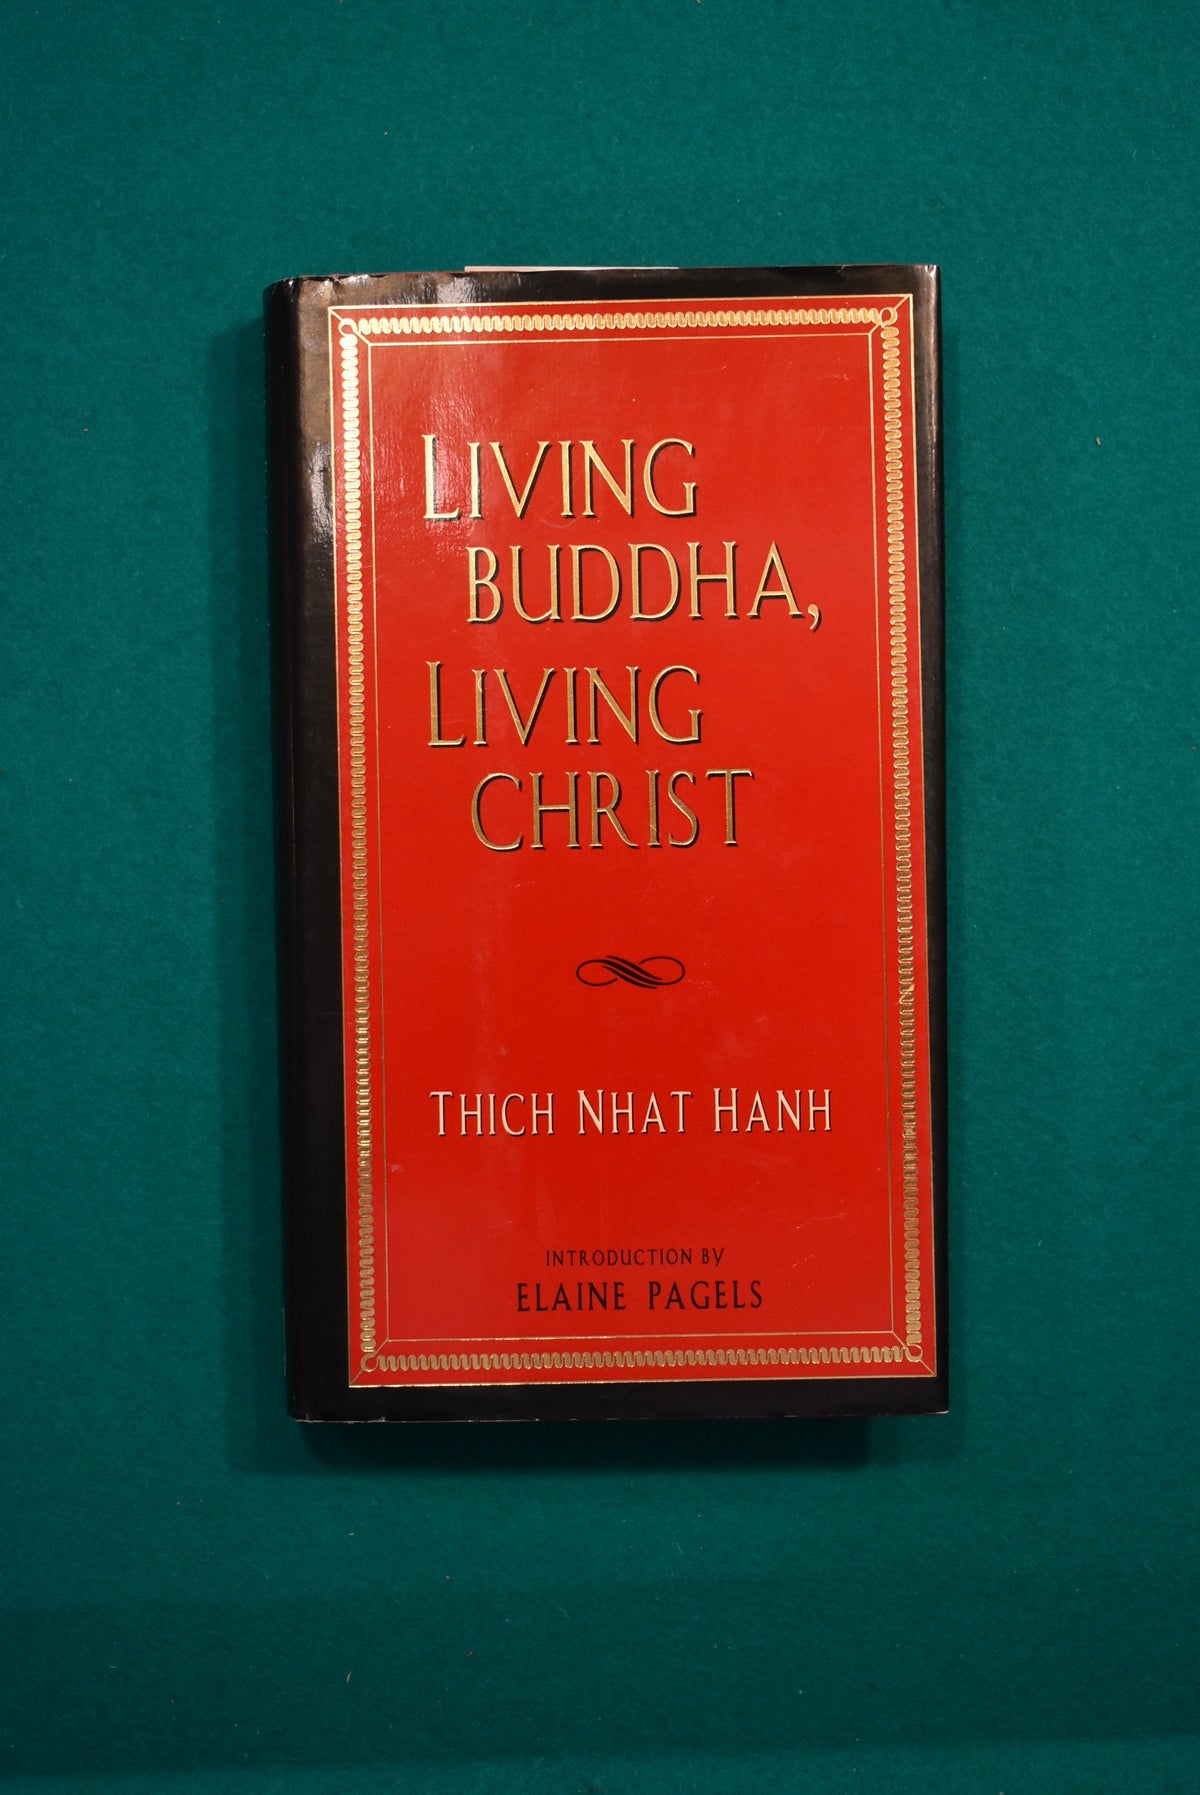 LIVING
BUDDHA,
LIVING
CHRIST
THICH NHAT HANH
INTRODUCTION BY
ELAINE PAGELS